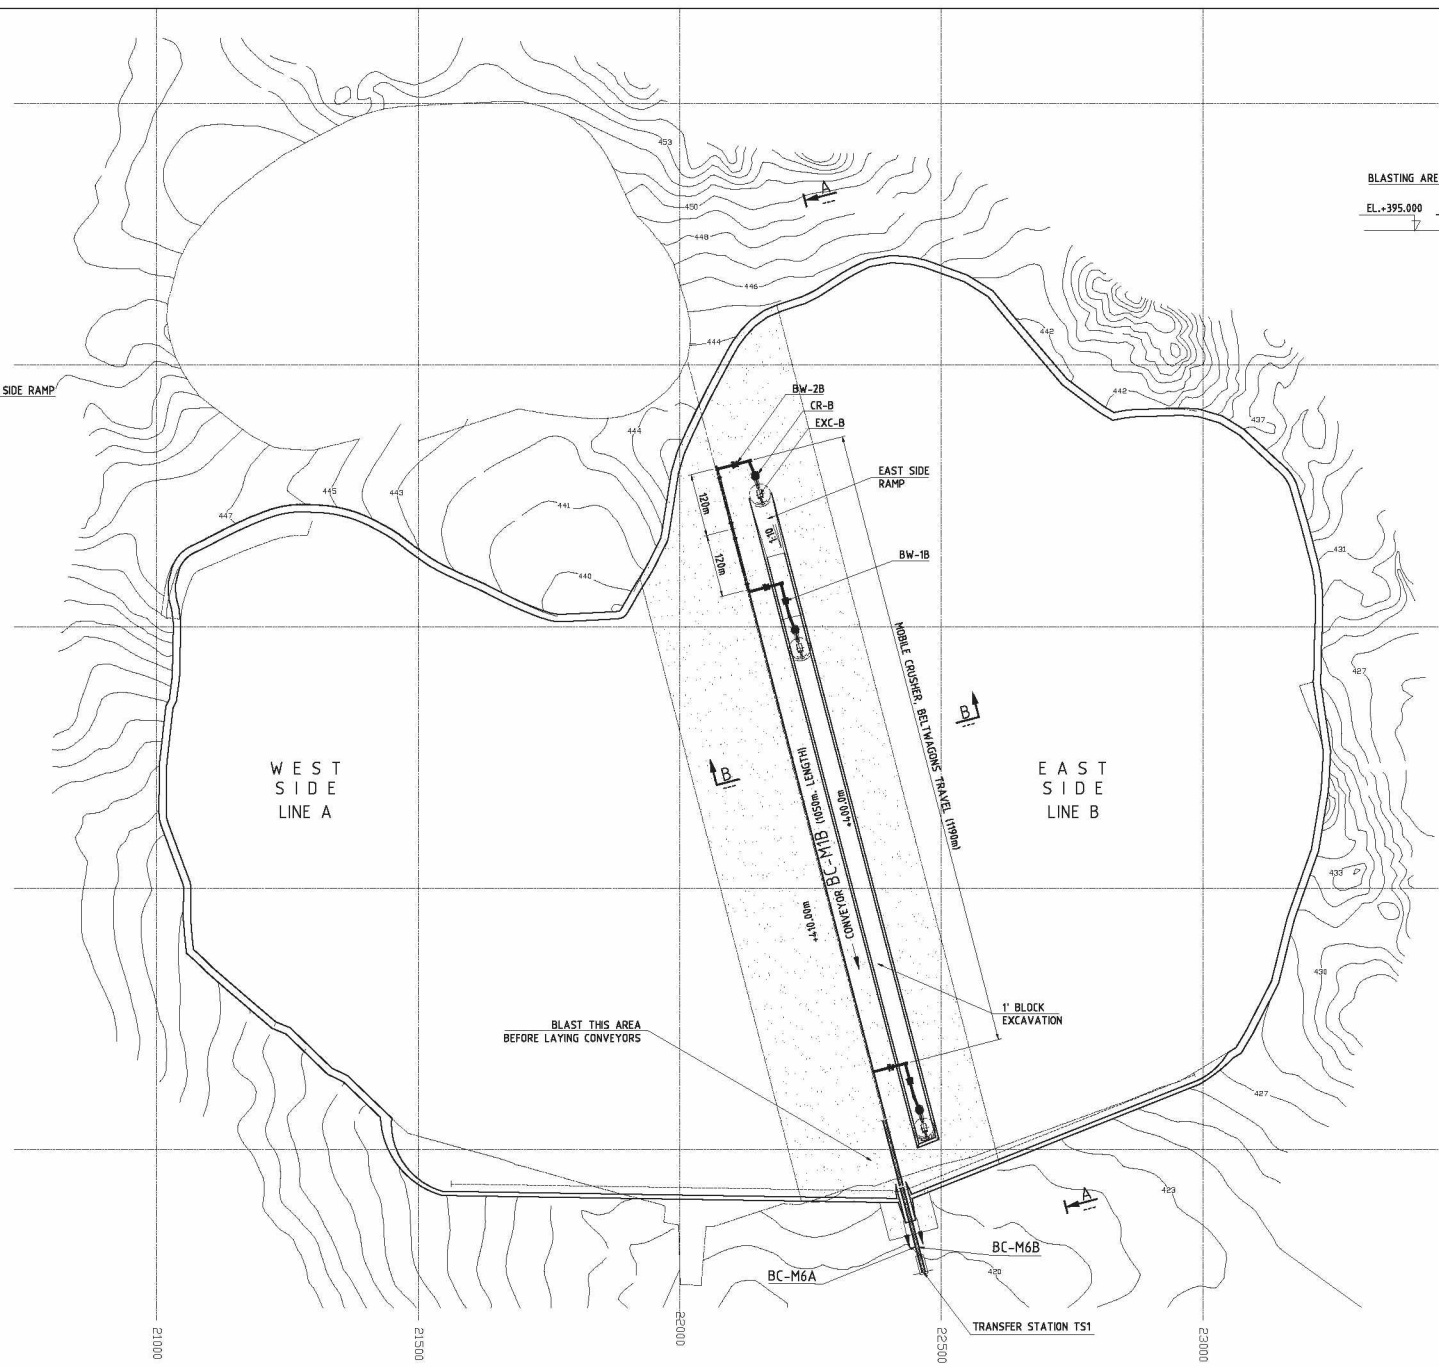 453
A
BLASTING ARE
450
EL.+395.000
448
446
442
444
SIDE RAMP
BW-2B
442
CR-B
EXC-B
437
444
EAST SIDE
RAMP
445
443
120m
441
447
1:10
BW-1B
431
120m
440
MOBILE CRUSHER, BELTWAGONS TRAVEL (1190m)
427
B
WEST
SIDE
LINE A
B
EAST
SIDE
LINE B
+400.0m
CONVEYOR BC-M1B (1050m. LENGTH)
433
+410.00m
430
1' BLOCK
EXCAVATION
BLAST THIS AREA
BEFORE LAYING CONVEYORS
427
423
A
BC-M6B
BC-M6A
420
TRANSFER STATION TS1
21000
21500
22000
22500
23000